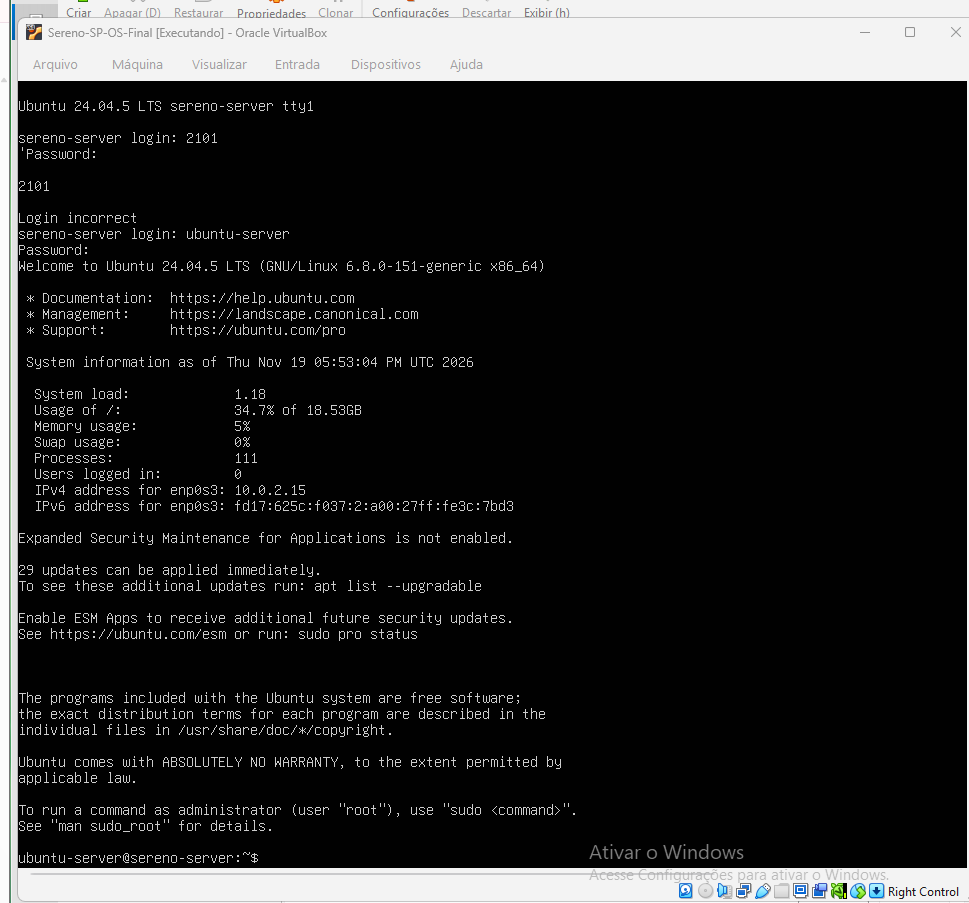 Criar Apagar (D) Restaurar Propriedades Clonar Configurações Descartar Exibir (h)
Sereno-SP-OS-Final [Executando] - Oracle VirtualBox
Arquivo Máquina Visualizar Entrada Dispositivos Ajuda
Ubuntu 24.04.5 LTS sereno-server tty1
sereno-server login: 2101
'Password:
2101
Login incorrect
sereno-server login: ubuntu-server
Password:
Welcome to Ubuntu 24.04.5 LTS (GNU/Linux 6.8.0-151-generic x86_64)
* Documentation: https://help.ubuntu.com
* Management: https://landscape.canonical.com
* Support: https://ubuntu.com/pro
System information as of Thu Nov 19 05:53:04 PM UTC 2026
System load: 1.18
Usage of /: 34.7% of 18.53GB
Memory usage: 5%
Swap usage: 0%
Processes: 111
Users logged in: 0
IPv4 address for enp0s3: 10.0.2.15
IPv6 address for enp0s3: fd17:625c:f037:2:a00:27ff:fe3c:7bd3
Expanded Security Maintenance for Applications is not enabled.
29 updates can be applied immediately.
To see these additional updates run: apt list --upgradable
Enable ESM Apps to receive additional future security updates.
See https://ubuntu.com/esm or run: sudo pro status
The programs included with the Ubuntu system are free software;
the exact distribution terms for each program are described in the
individual files in /usr/share/doc/*/copyright.
Ubuntu comes with ABSOLUTELY NO WARRANTY, to the extent permitted by
applicable law.
To run a command as administrator (user "root"), use "sudo <command>".
See "man sudo_root" for details.
ubuntu-server@sereno-server:~$
Ativar o Windows
Acesse Configurações para ativar o Windows.
Right Control